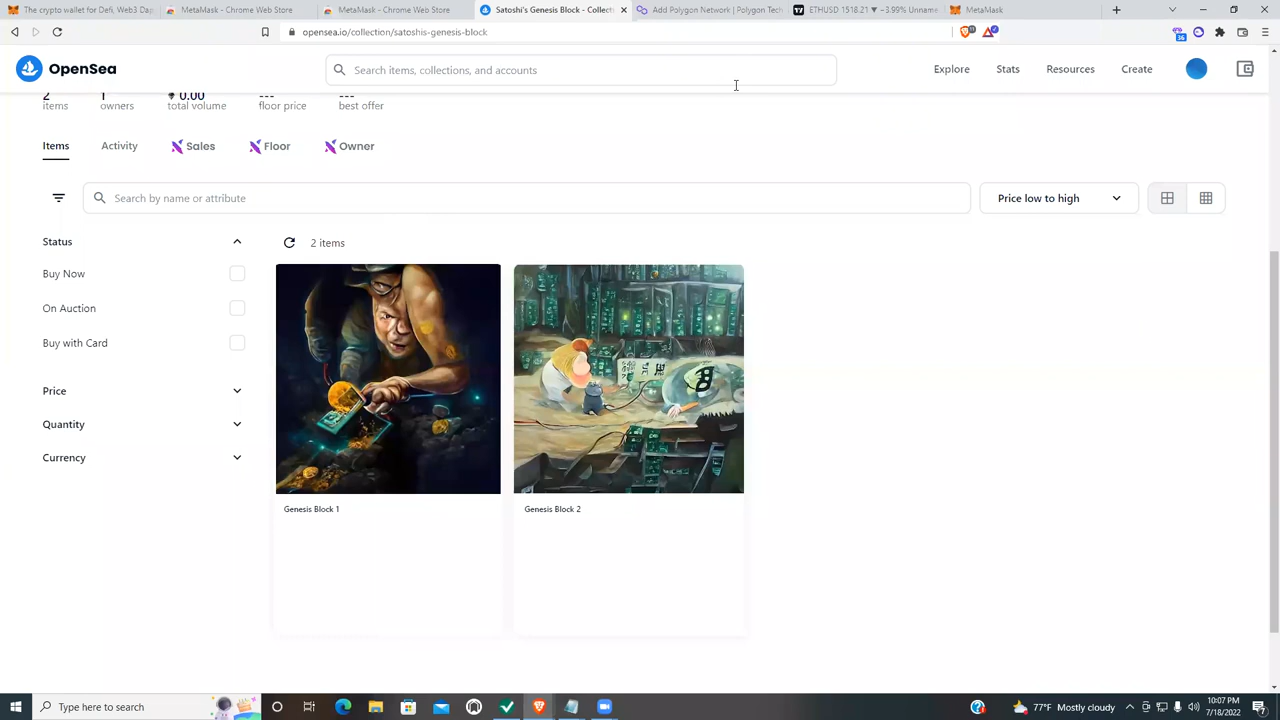 The crypto wallet for Defi, Web3 Dap
MetaMask - Chrome Web Store
MetaMask - Chrome Web Store
Satoshi's Genesis Block - Collect
Add Polygon Network | Polygon Tech
ETHUSD 1518.21 ▼ −3.99% Unname
MetaMask
opensea.io/collection/satoshis-genesis-block
OpenSea
Search items, collections, and accounts
Explore
Stats
Resources
Create
2
1
0.00
---
---
items
owners
total volume
floor price
best offer
Items
Activity
Sales
Floor
Owner
Search by name or attribute
Price low to high
Status
2 items
Buy Now
On Auction
Buy with Card
Price
Quantity
Currency
Genesis Block 1
Genesis Block 2
Type here to search
77°F Mostly cloudy
10:07 PM
7/18/2022